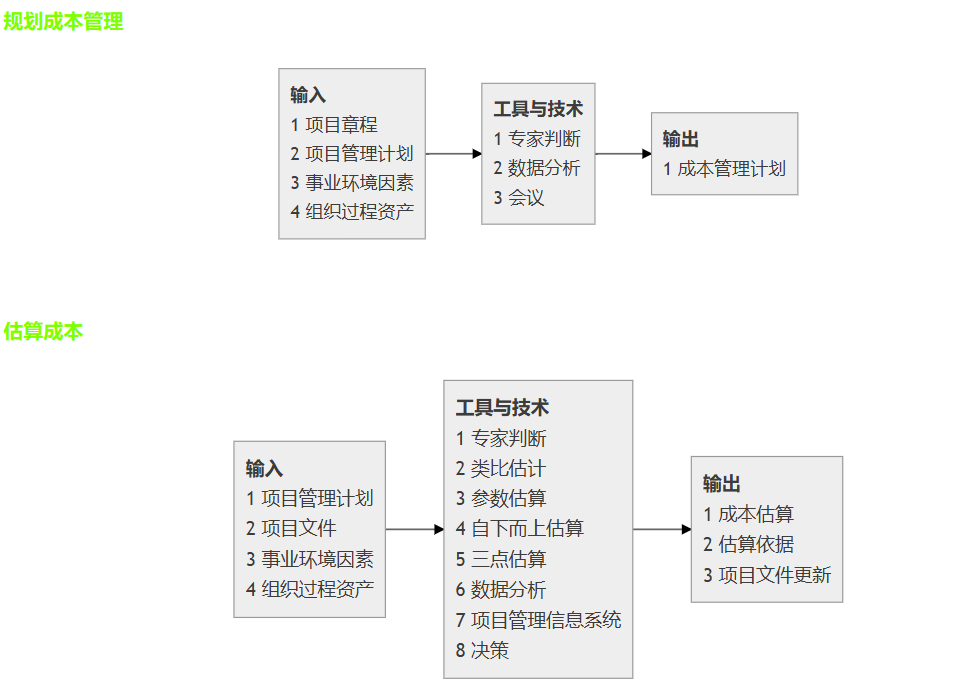 规划成本管理
输入
1 项目章程
2 项目管理计划
3 事业环境因素
4 组织过程资产
工具与技术
1 专家判断
2 数据分析
3 会议
输出
1 成本管理计划
估算成本
输入
1 项目管理计划
2 项目文件
3 事业环境因素
4 组织过程资产
工具与技术
1 专家判断
2 类比估计
3 参数估算
4 自下而上估算
5 三点估算
6 数据分析
7 项目管理信息系统
8 决策
输出
1 成本估算
2 估算依据
3 项目文件更新